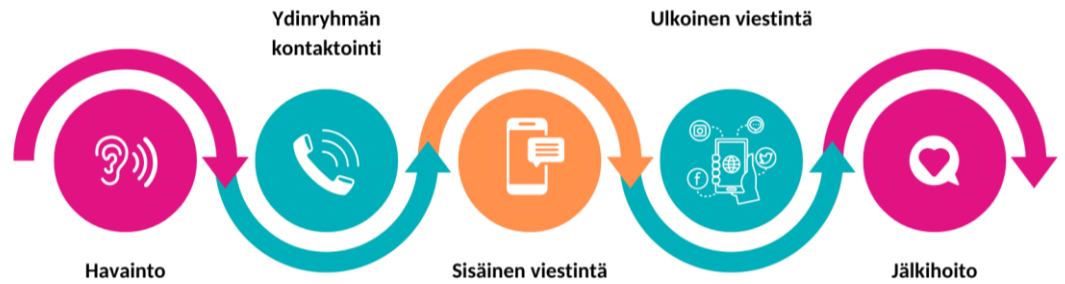 Havainto
Ydinryhmän
kontaktointi
Sisäinen viestintä
Ulkoinen viestintä
Jälkihoito